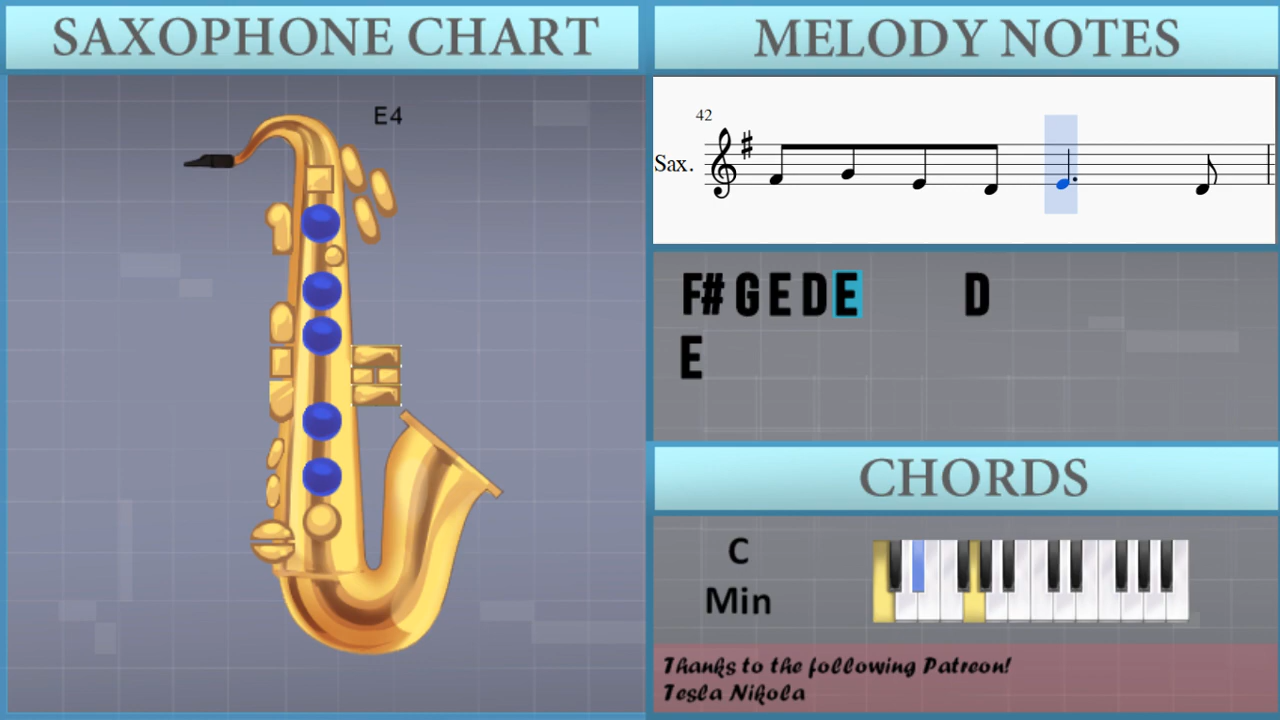 SAXOPHONE CHART
E4
MELODY NOTES
42
Sax.
F# G E D E D
E
CHORDS
C
Min
Thanks to the following Patreon!
Tesla Nikola